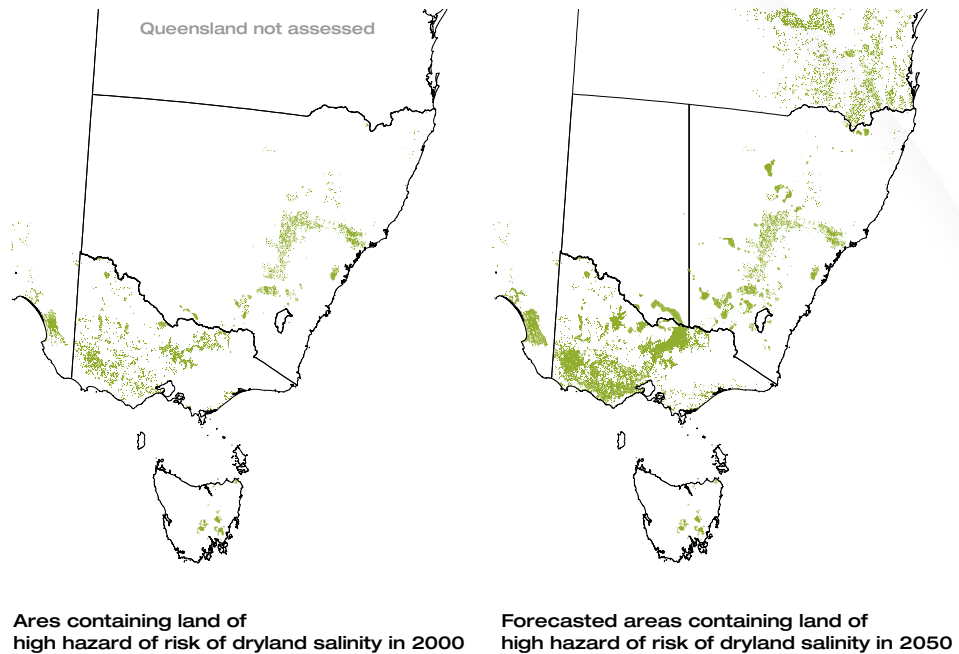 Queensland not assessed
Ares containing land of
high hazard of risk of dryland salinity in 2000
Forecasted areas containing land of
high hazard of risk of dryland salinity in 2050